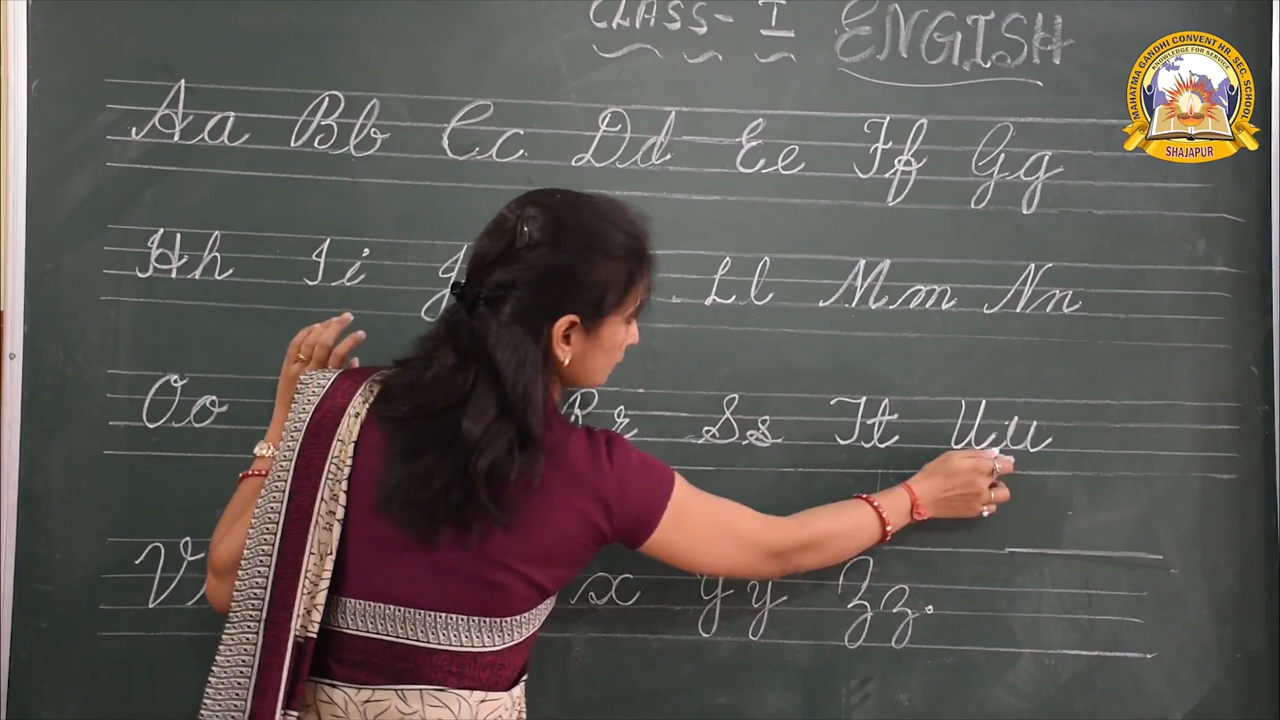 CLASS- I ENGISH
MAHATMA GANDHI CONVENT HR. SEC. SCHOOL
KNOWLEDGE FOR SERVICE
SHAJAPUR
Aa Bb Cc Dd Ee Ff Gg
Hh Ii J Ll Mm Nn
Oo Rr Ss Tt Uu
V x Yy Zz.